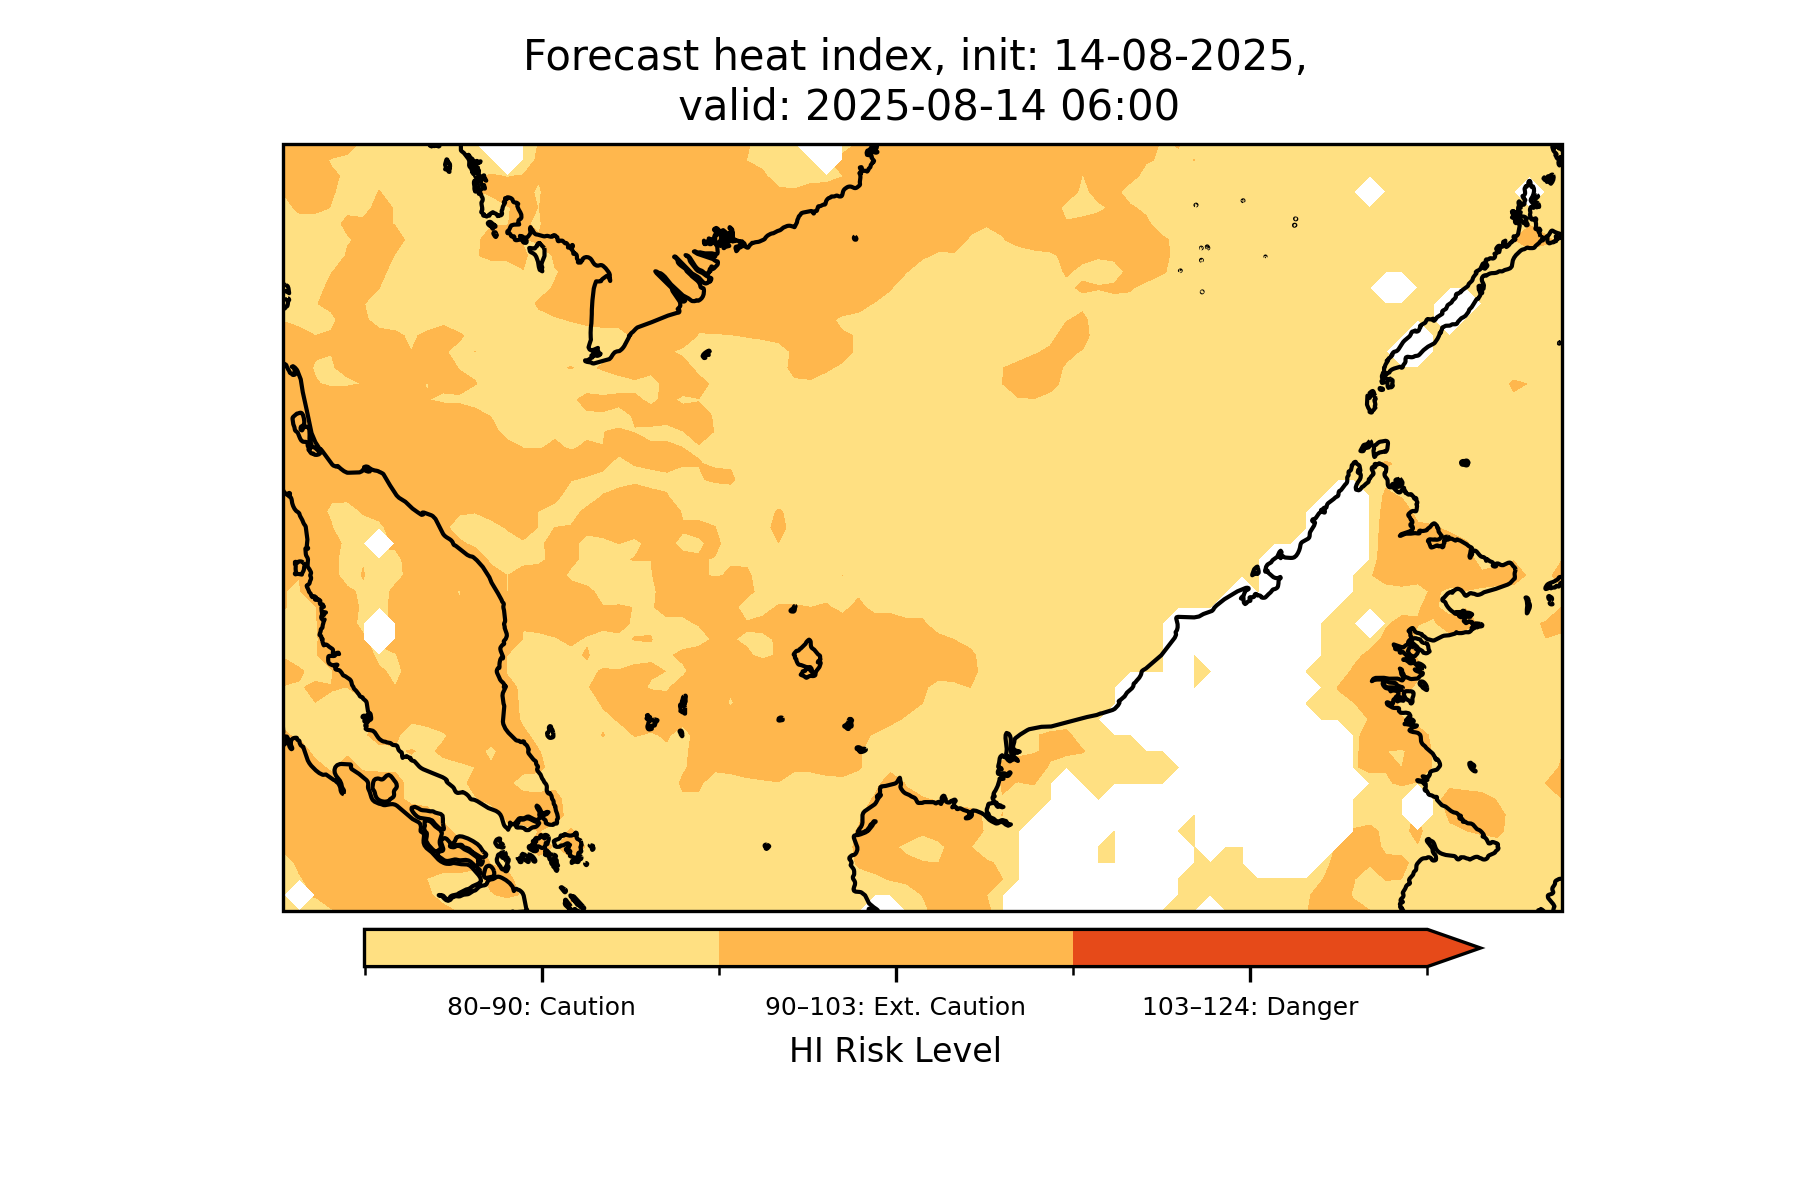 Forecast heat index, init: 14-08-2025,
valid: 2025-08-14 06:00
80–90: Caution
90–103: Ext. Caution
103–124: Danger
HI Risk Level